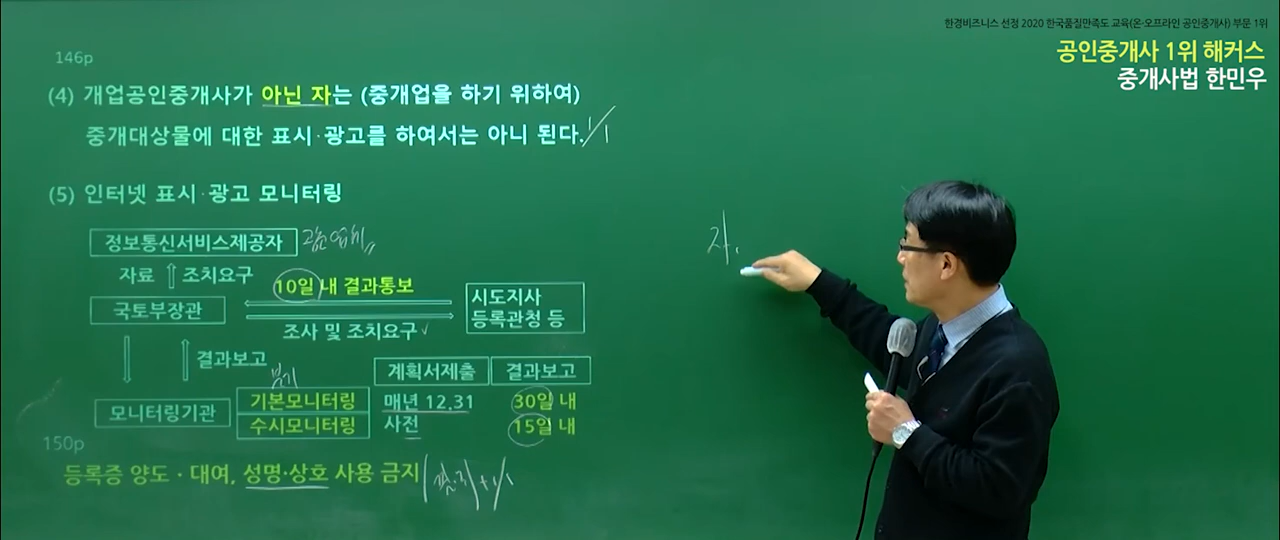 한경비즈니스 선정 2020 한국품질만족도 교육(온·오프라인 공인중개사) 부문 1위
공인중개사 1위 해커스
중개사법 한민우
146p
(4) 개업공인중개사가 아닌 자는 (중개업을 하기 위하여)
중개대상물에 대한 표시·광고를 하여서는 아니 된다. 1/1
(5) 인터넷 표시·광고 모니터링
정보통신서비스제공자
자료 ⇧ 조치요구
10일 내 결과통보
국토부장관
시도지사
등록관청 등
조사 및 조치요구
결과보고
분기
계획서제출 결과보고
모니터링기관
기본모니터링 매년 12.31 30일 내
수시모니터링 사전 15일 내
150p
등록증 양도·대여, 성명·상호 사용 금지
자.